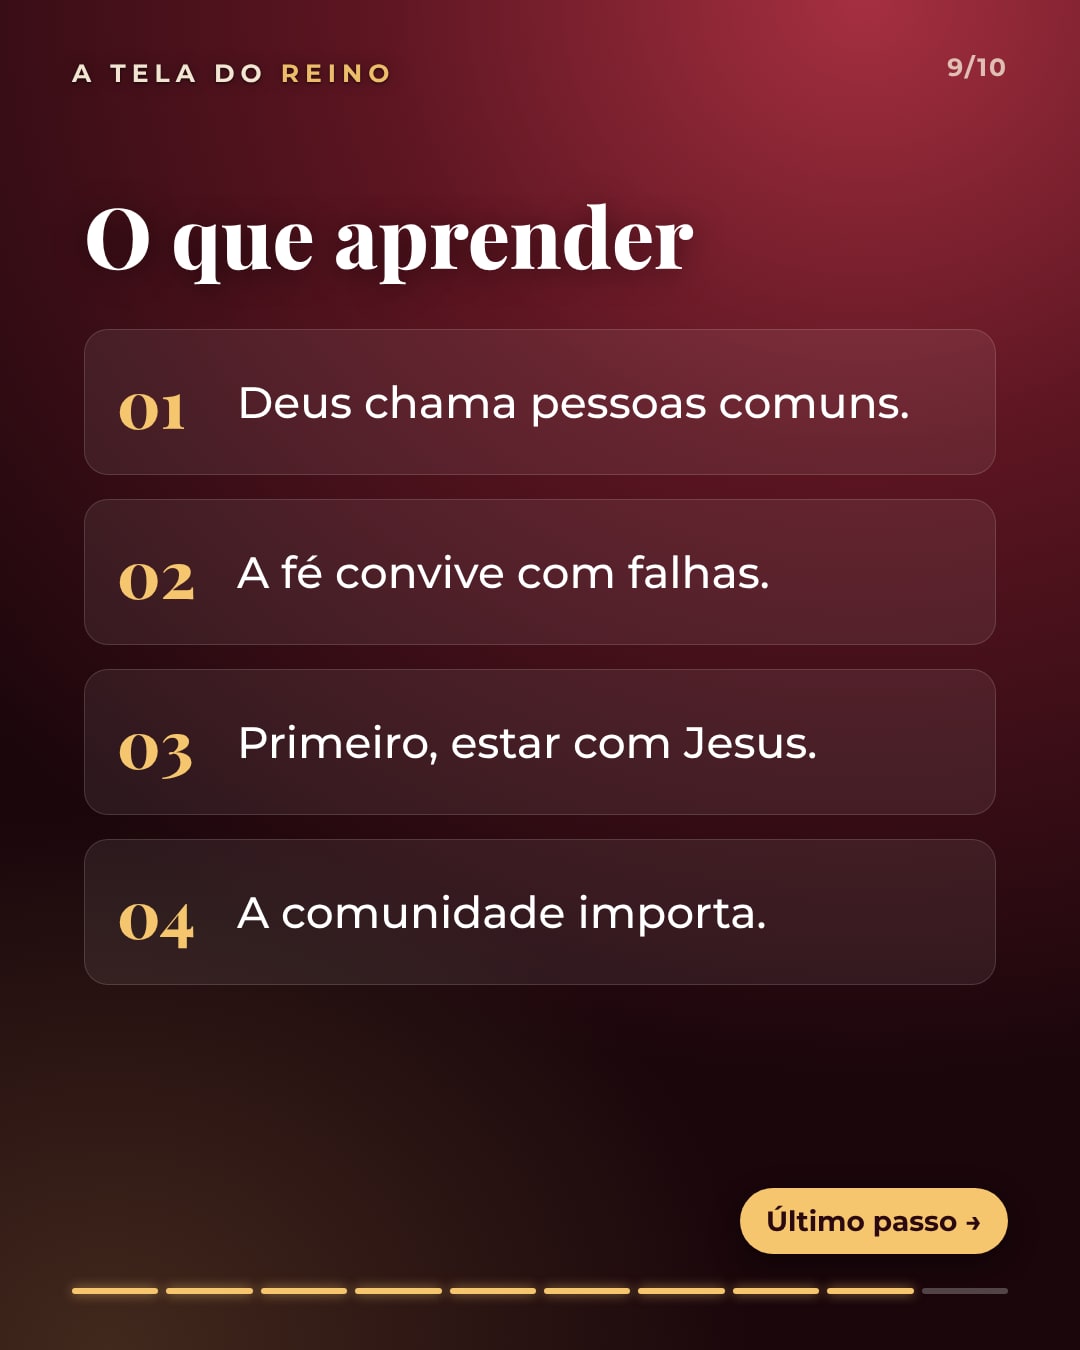 A TELA DO REINO
9/10
O que aprender
01 Deus chama pessoas comuns.
02 A fé convive com falhas.
03 Primeiro, estar com Jesus.
04 A comunidade importa.
Último passo →